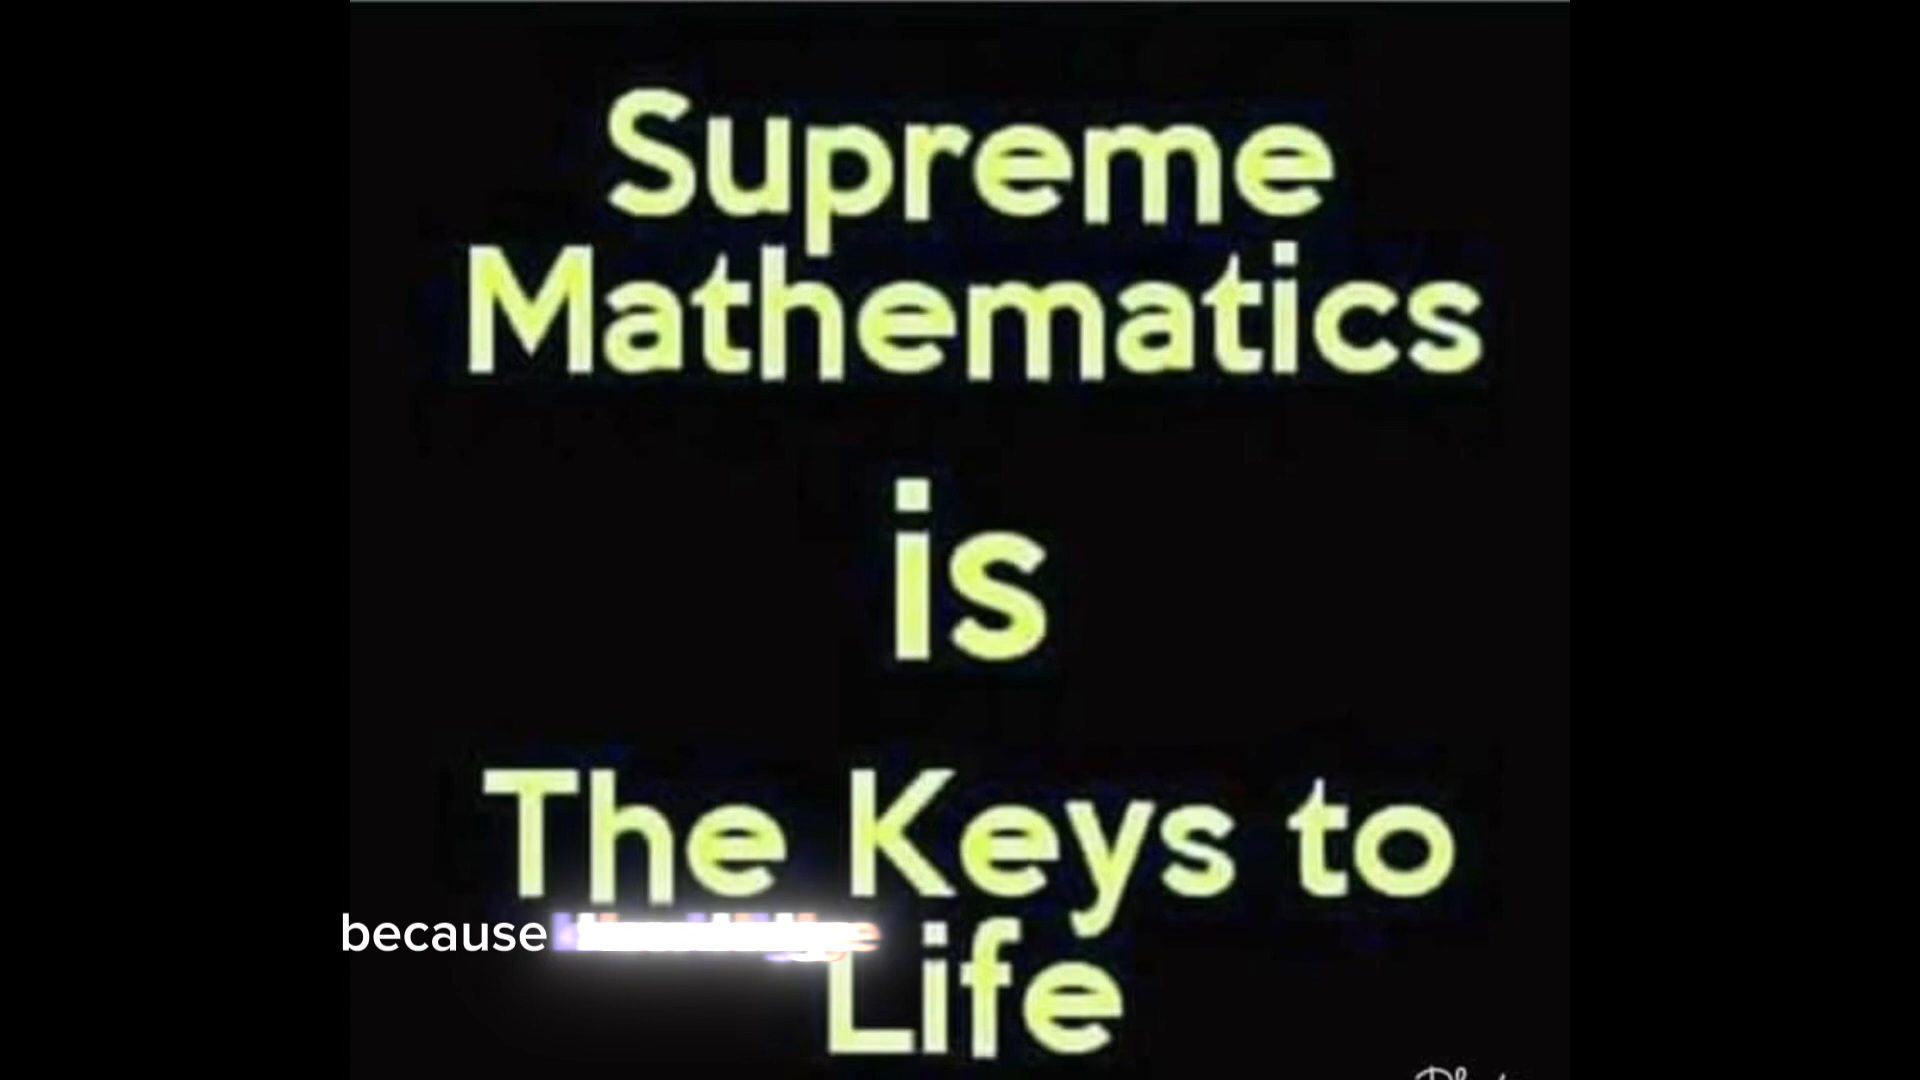 Supreme
Mathematics
is
The Keys to
because
Life